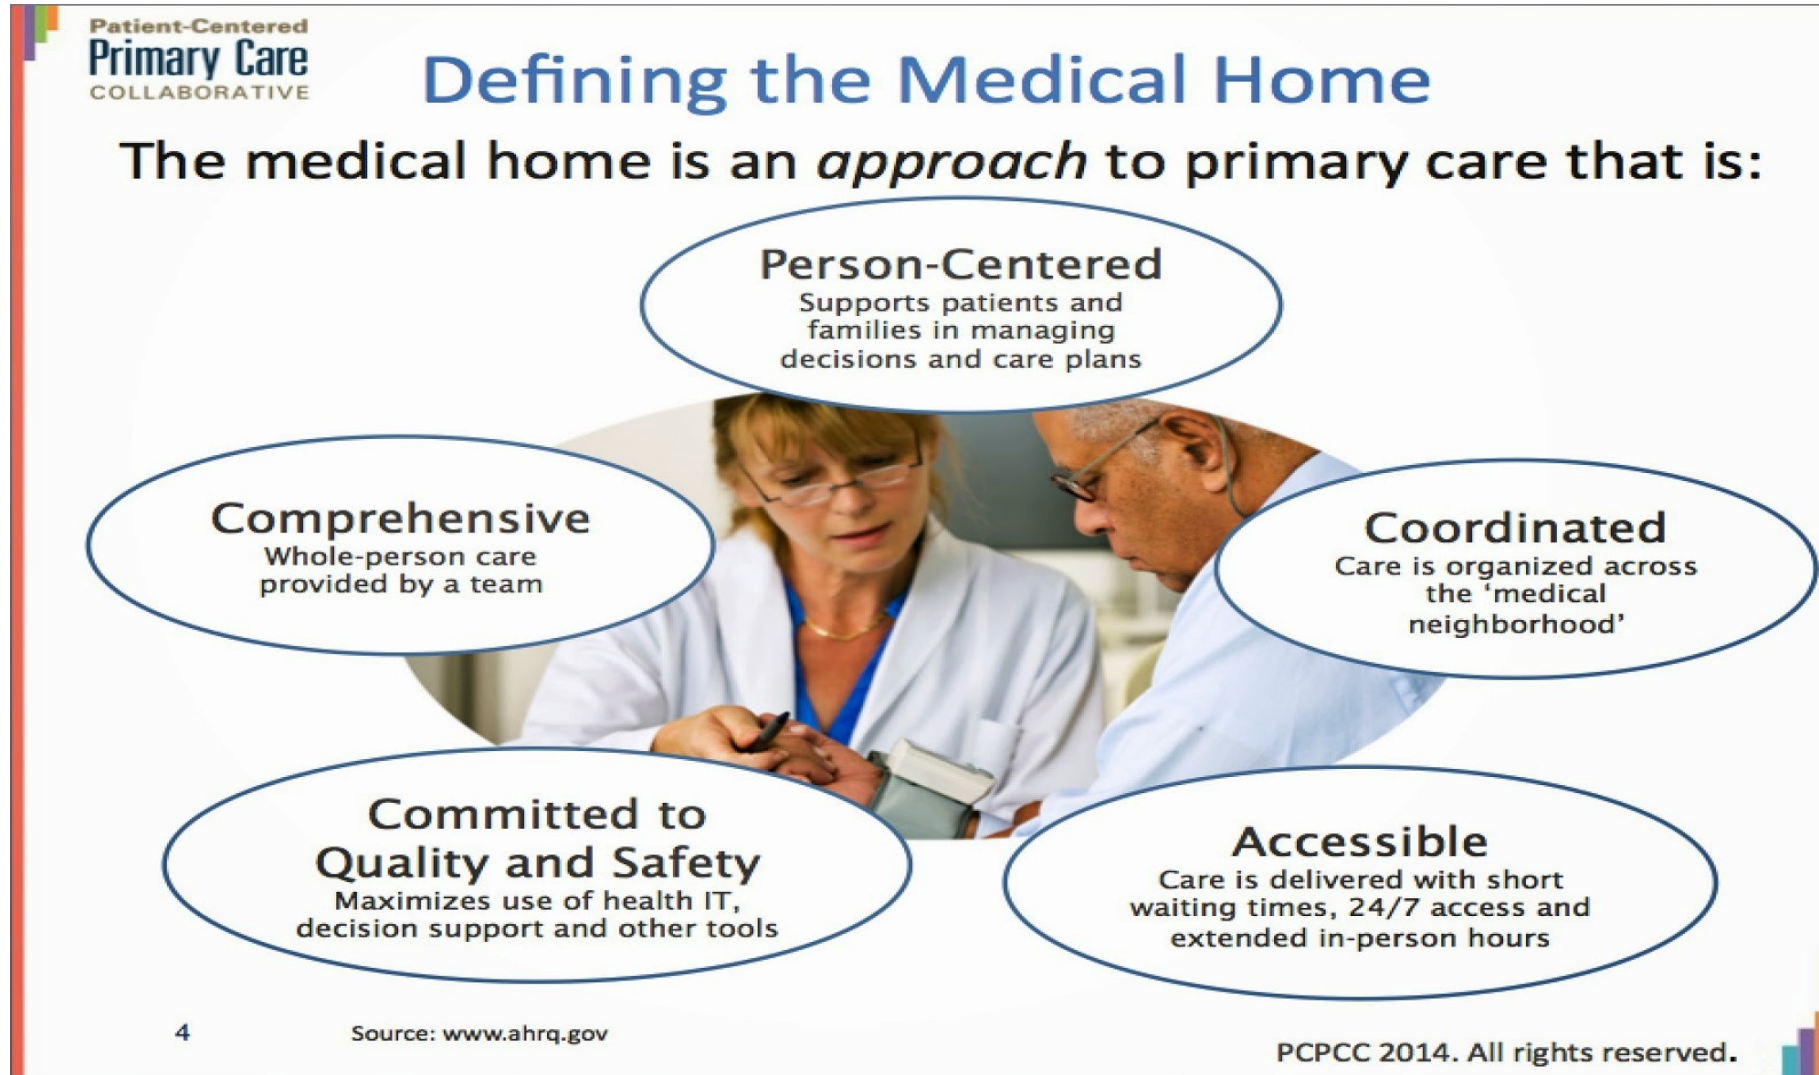 Patient-Centered
Primary Care
COLLABORATIVE
Defining the Medical Home
The medical home is an approach to primary care that is:
Person-Centered
Supports patients and
families in managing
decisions and care plans
Comprehensive
Whole-person care
provided by a team
Coordinated
Care is organized across
the ‘medical
neighborhood’
Committed to
Quality and Safety
Maximizes use of health IT,
decision support and other tools
Accessible
Care is delivered with short
waiting times, 24/7 access and
extended in-person hours
4
Source: www.ahrq.gov
PCPCC 2014. All rights reserved.